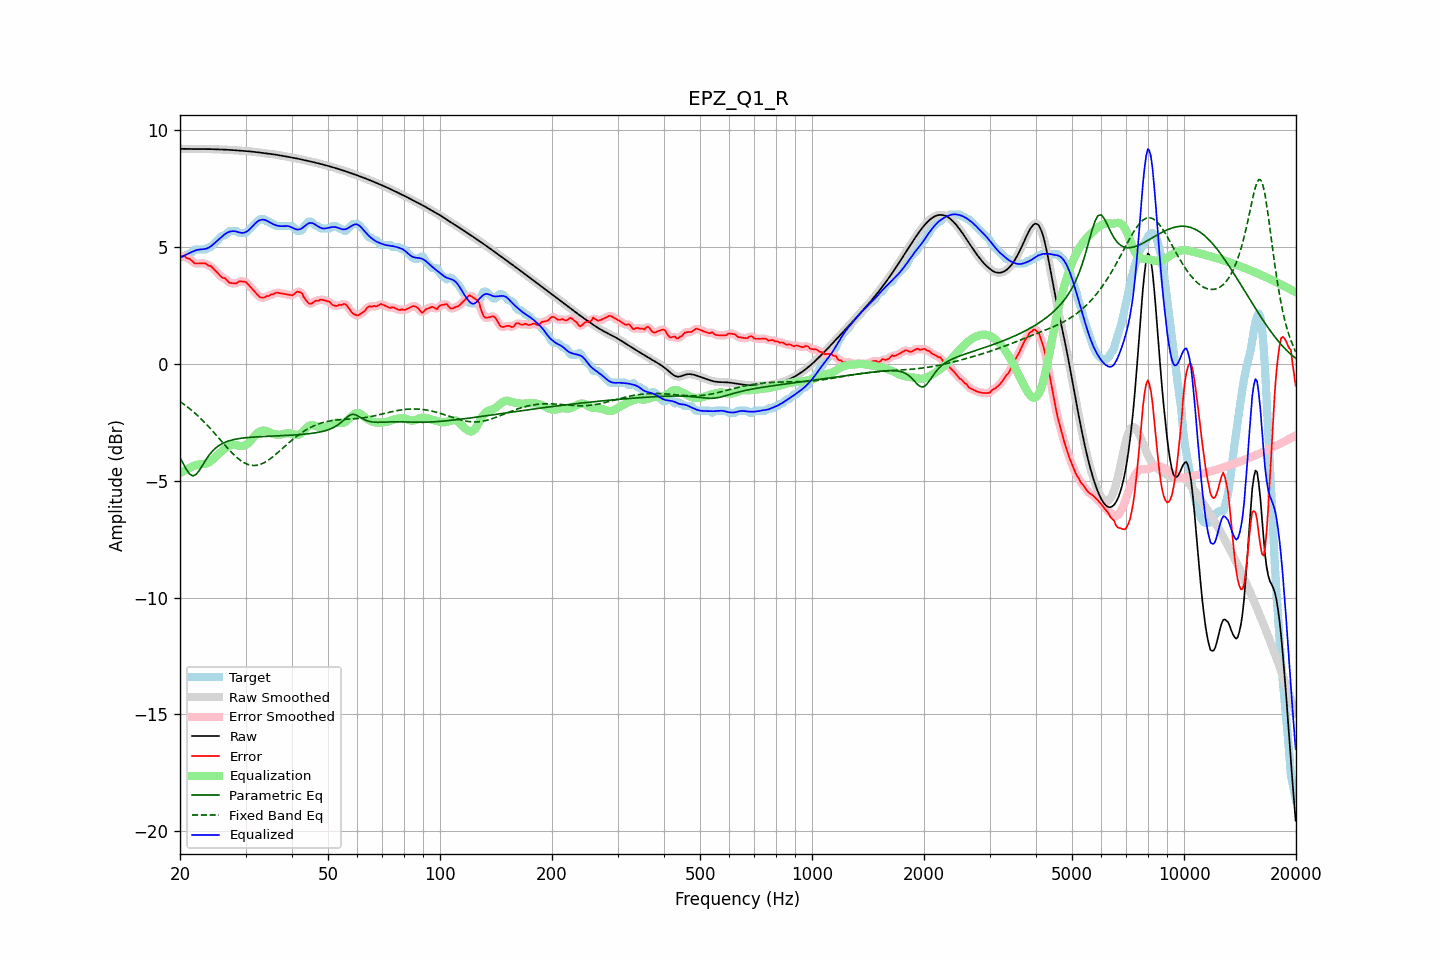 EPZ_Q1_R
Amplitude (dBr)
10
5
0
−5
−10
−15
−20
Target
Raw Smoothed
Error Smoothed
Raw
Error
Equalization
Parametric Eq
Fixed Band Eq
Equalized
20 50 100 200 500 1000 2000 5000 10000 20000
Frequency (Hz)